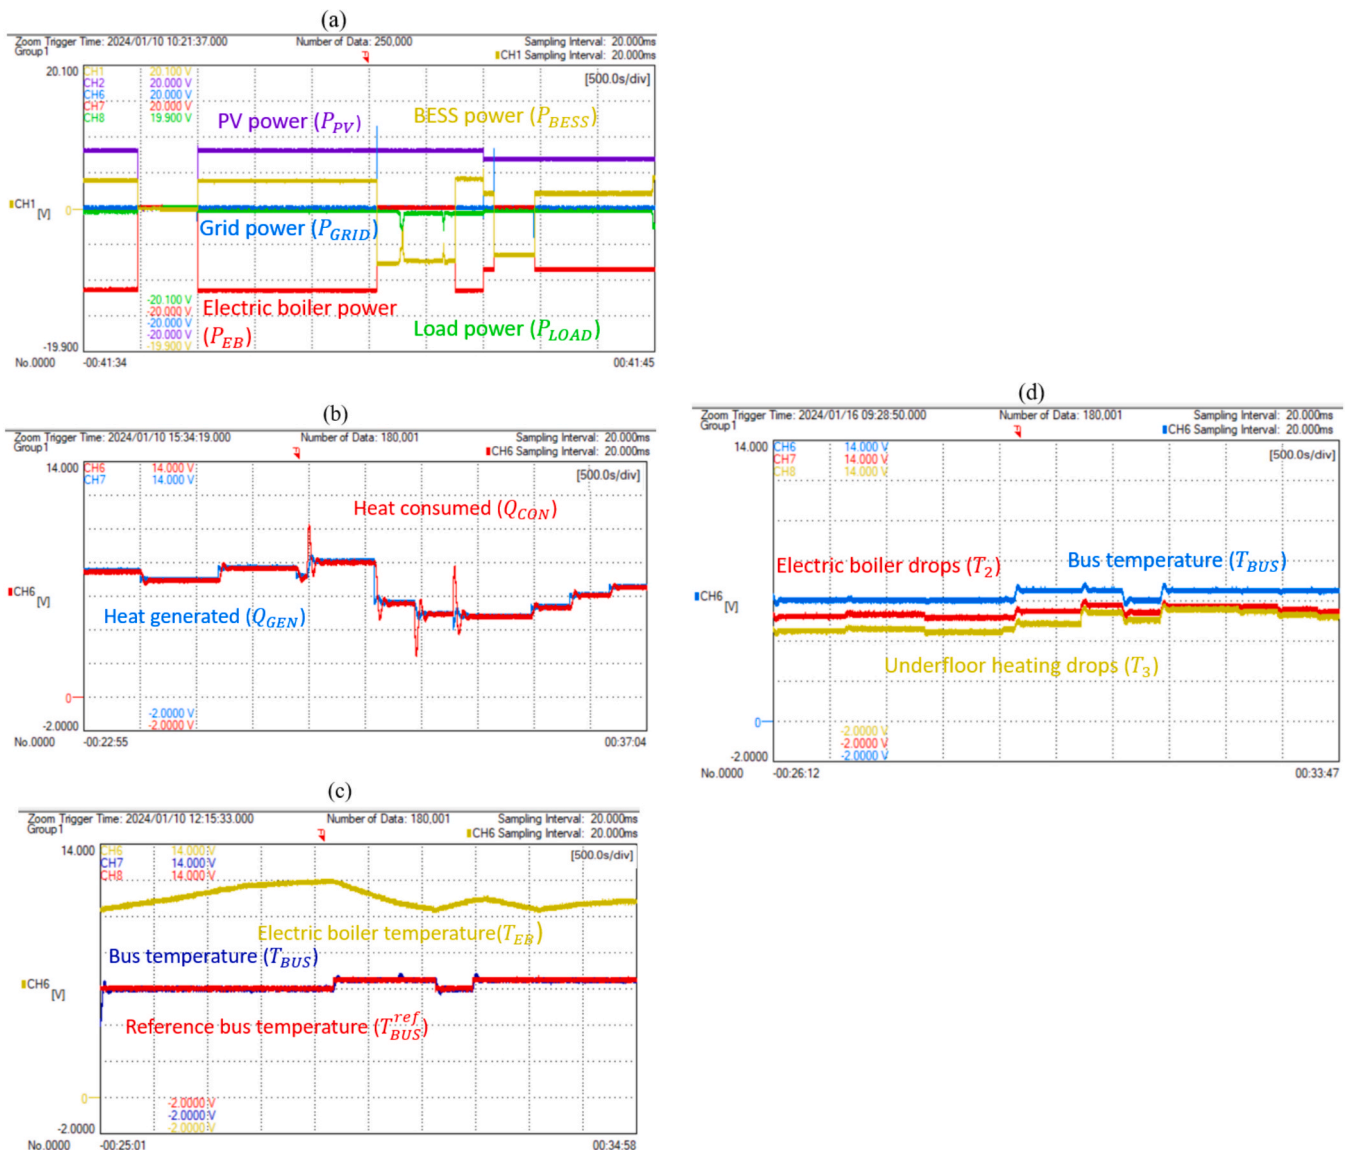 (a)
Zoom Trigger Time: 2024/01/10 10:21:37.000 Number of Data: 250,000 Sampling Interval: 20.000ms
Group1 CH1 Sampling Interval: 20.000ms
20.100 CH1 20.100 V [500.0s/div]
CH2 20.000 V
CH6 20.000 V
CH7 20.000 V
CH8 19.900 V
PV power (P_PV) BESS power (P_BESS)
CH1 0
[V]
Grid power (P_GRID)
-20.100 V
-20.000 V
-20.000 V
-20.000 V
-19.900 V
Electric boiler power
(P_EB)
Load power (P_LOAD)
-19.900
No.0000 -00:41:34 00:41:45
(b)
Zoom Trigger Time: 2024/01/10 15:34:19.000 Number of Data: 180,001 Sampling Interval: 20.000ms
Group1 CH6 Sampling Interval: 20.000ms
14.000 CH6 14.000 V [500.0s/div]
CH7 14.000 V
Heat consumed (Q_CON)
CH6
[V]
Heat generated (Q_GEN)
0
-2.0000 V
-2.0000 V
-2.0000
No.0000 -00:22:55 00:37:04
(c)
Zoom Trigger Time: 2024/01/10 12:15:33.000 Number of Data: 180,001 Sampling Interval: 20.000ms
Group1 CH6 Sampling Interval: 20.000ms
14.000 CH6 14.000 V [500.0s/div]
CH7 14.000 V
CH8 14.000 V
Electric boiler temperature(T_EB)
Bus temperature (T_BUS)
CH6
[V]
Reference bus temperature (T_BUS^ref)
0
-2.0000 V
-2.0000 V
-2.0000 V
-2.0000
No.0000 -00:25:01 00:34:58
(d)
Zoom Trigger Time: 2024/01/16 09:28:50.000 Number of Data: 180,001 Sampling Interval: 20.000ms
Group1 CH6 Sampling Interval: 20.000ms
14.000 CH6 14.000 V [500.0s/div]
CH7 14.000 V
CH8 14.000 V
Electric boiler drops (T_2) Bus temperature (T_BUS)
CH6
[V]
Underfloor heating drops (T_3)
0
-2.0000 V
-2.0000 V
-2.0000 V
-2.0000
No.0000 -00:26:12 00:33:47